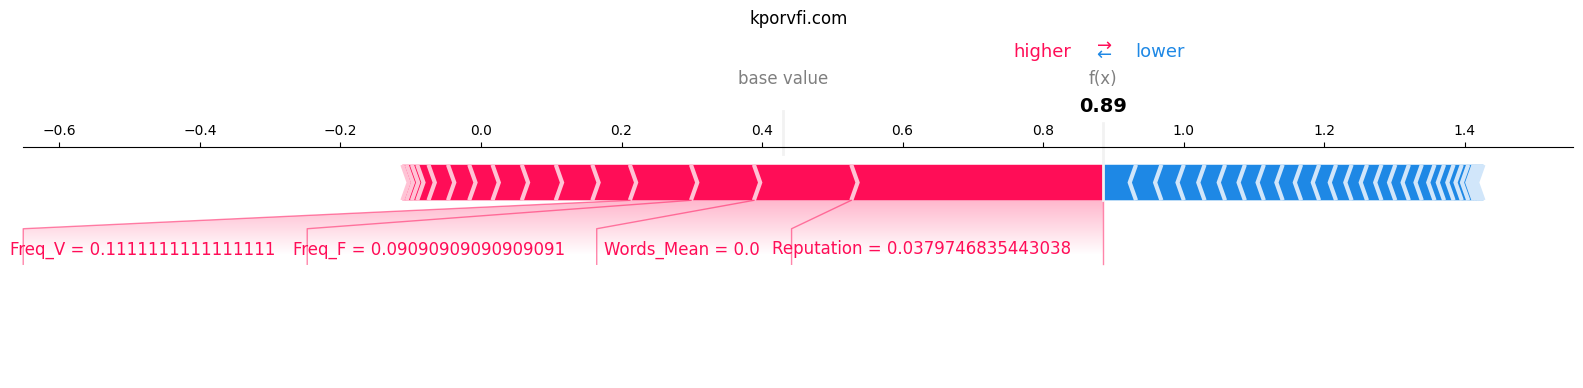 kporvfi.com
higher ⇄ lower
base value f(x)
0.89
−0.6 −0.4 −0.2 0.0 0.2 0.4 0.6 0.8 1.0 1.2 1.4
Freq_V = 0.1111111111111111 Freq_F = 0.09090909090909091 Words_Mean = 0.0 Reputation = 0.0379746835443038